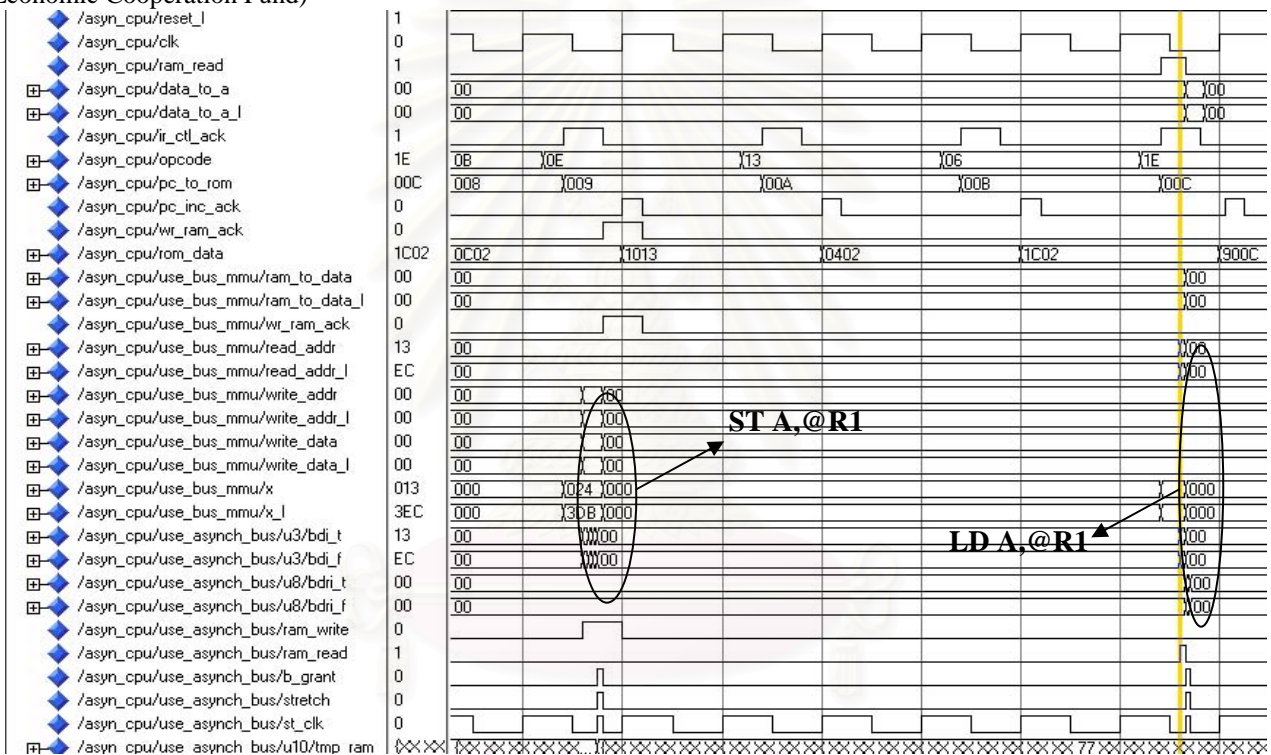 Economic Cooperation Fund)
/asyn_cpu/reset_l 1
/asyn_cpu/clk 0
/asyn_cpu/ram_read 1
/asyn_cpu/data_to_a 00 00 00
/asyn_cpu/data_to_a_l 00 00 00
/asyn_cpu/ir_ctl_ack 1
/asyn_cpu/opcode 1E 0B 0E 13 06 1E
/asyn_cpu/pc_to_rom 00C 008 009 00A 00B 00C
/asyn_cpu/pc_inc_ack 0
/asyn_cpu/wr_ram_ack 0
/asyn_cpu/rom_data 1C02 0C02 1013 0402 1C02 900C
/asyn_cpu/use_bus_mmu/ram_to_data 00 00 00
/asyn_cpu/use_bus_mmu/ram_to_data_l 00 00 00
/asyn_cpu/use_bus_mmu/wr_ram_ack 0
/asyn_cpu/use_bus_mmu/read_addr 13 00 00
/asyn_cpu/use_bus_mmu/read_addr_l EC 00 00
/asyn_cpu/use_bus_mmu/write_addr 00 00 00
/asyn_cpu/use_bus_mmu/write_addr_l 00 00 00
ST A,@R1
/asyn_cpu/use_bus_mmu/write_data 00 00 00
/asyn_cpu/use_bus_mmu/write_data_l 00 00 00
/asyn_cpu/use_bus_mmu/x 013 000 024 000 000
/asyn_cpu/use_bus_mmu/x_l 3EC 000 3DB 000 000
/asyn_cpu/use_asynch_bus/u3/bdi_t 13 00 00 00
LD A,@R1
/asyn_cpu/use_asynch_bus/u3/bdi_f EC 00 00 00
/asyn_cpu/use_asynch_bus/u8/bdri_t 00 00 00
/asyn_cpu/use_asynch_bus/u8/bdri_f 00 00 00
/asyn_cpu/use_asynch_bus/ram_write 0
/asyn_cpu/use_asynch_bus/ram_read 1
/asyn_cpu/use_asynch_bus/b_grant 0
/asyn_cpu/use_asynch_bus/stretch 0
/asyn_cpu/use_asynch_bus/st_clk 0
/asyn_cpu/use_asynch_bus/u10/tmp_ram